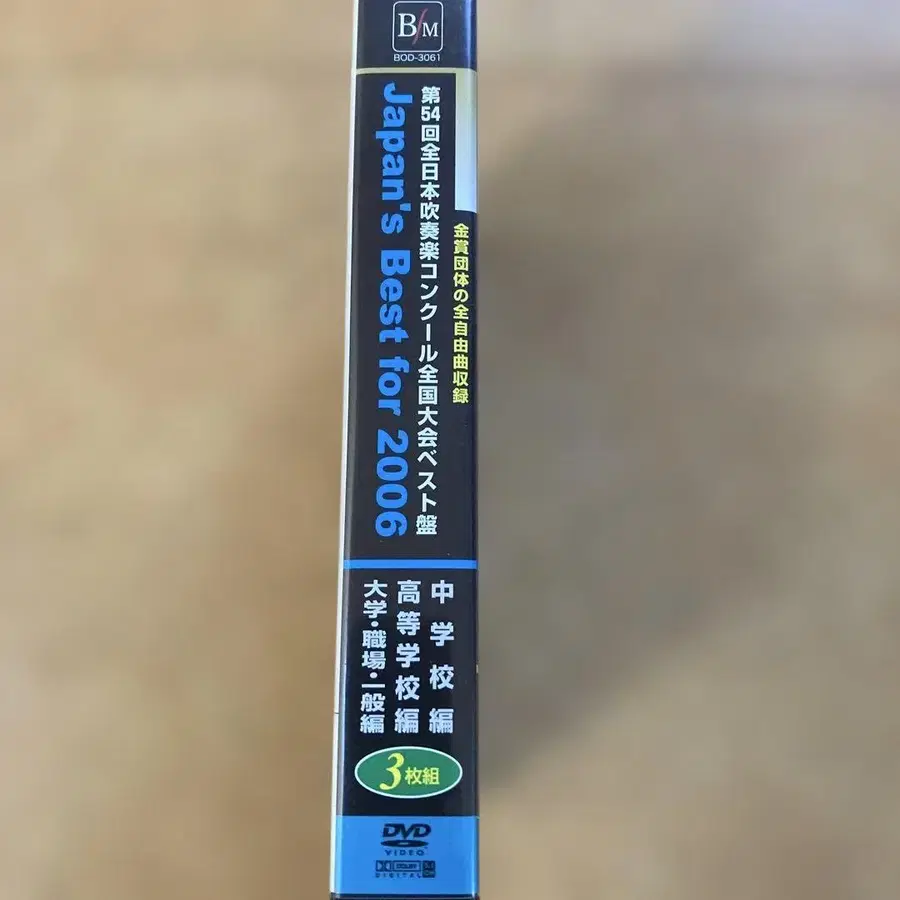 B/M
BOD-3061
金賞団体の全自由曲収録
第54回全日本吹奏楽コンクール全国大会ベスト盤
Japan's Best for 2006
中学校編
高等学校編
大学・職場・一般編
3枚組
DVD
VIDEO
DOLBY
DIGITAL